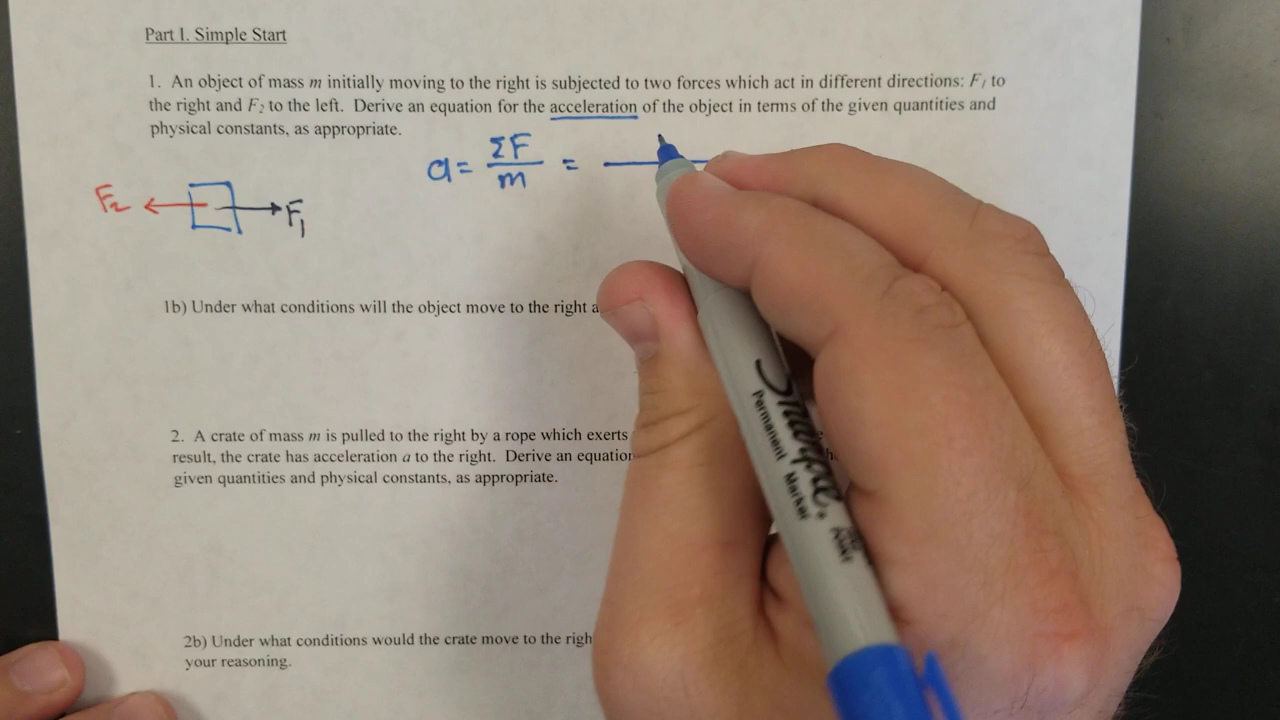 Part I. Simple Start
1. An object of mass m initially moving to the right is subjected to two forces which act in different directions: F1 to
the right and F2 to the left. Derive an equation for the acceleration of the object in terms of the given quantities and
physical constants, as appropriate.
a = ΣF/m =
F2 F1
1b) Under what conditions will the object move to the right a
2. A crate of mass m is pulled to the right by a rope which exerts
result, the crate has acceleration a to the right. Derive an equation
given quantities and physical constants, as appropriate.
2b) Under what conditions would the crate move to the righ
your reasoning.
Sharpie.
Permanent Marker